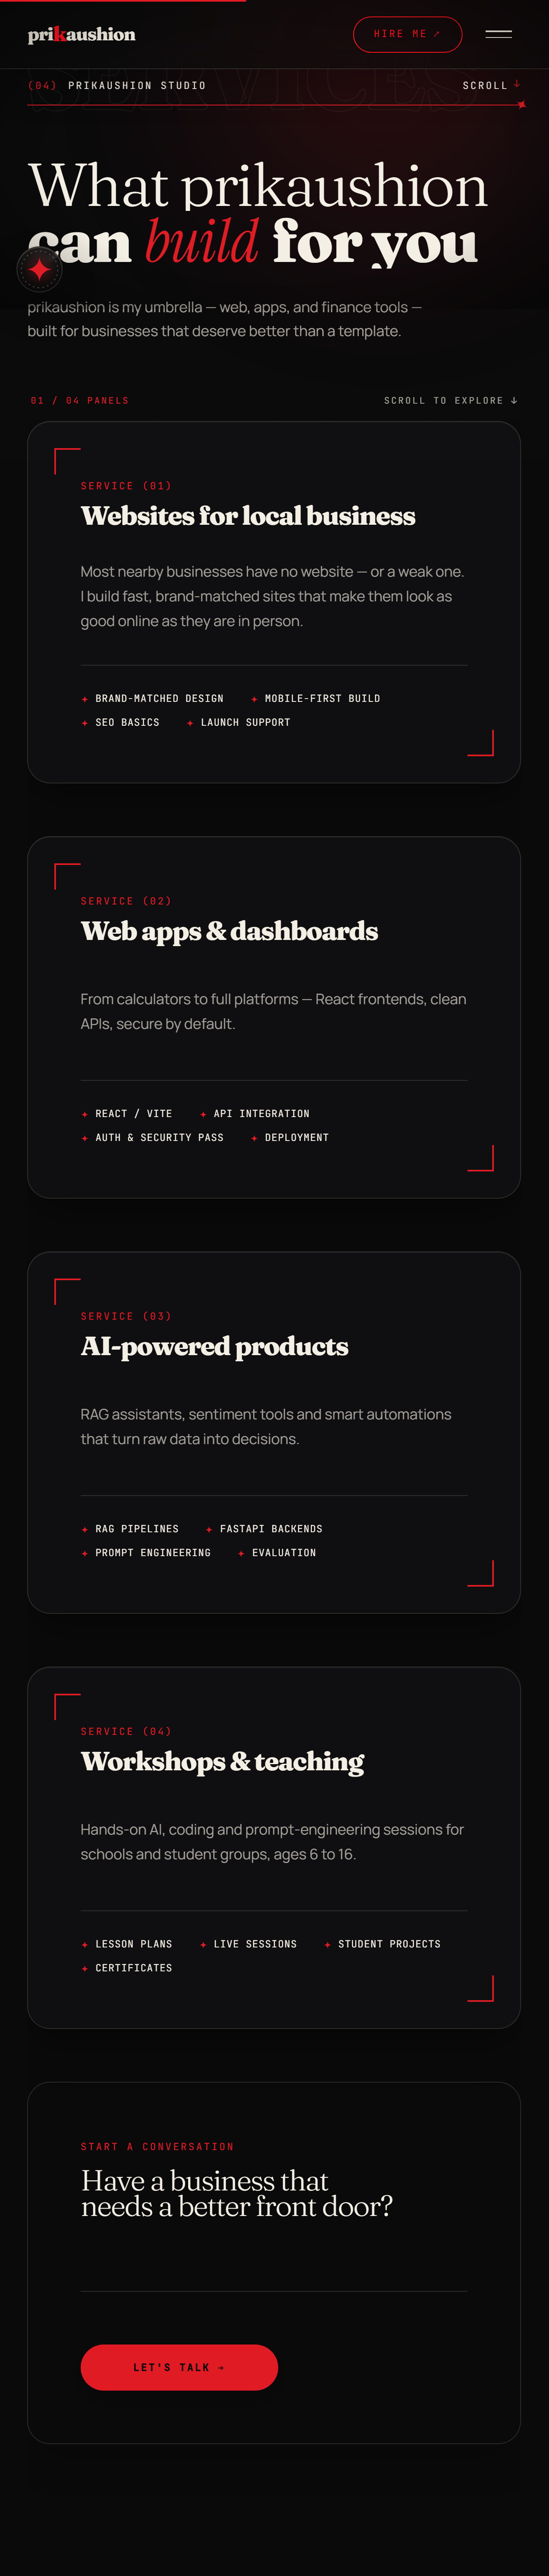 prikaushion
HIRE ME ↗
SERVICES
(04) PRIKAUSHION STUDIO
SCROLL ↓
What prikaushion
can build for you
prikaushion is my umbrella — web, apps, and finance tools —
built for businesses that deserve better than a template.
01 / 04 PANELS
SCROLL TO EXPLORE ↓
SERVICE (01)
Websites for local business
Most nearby businesses have no website — or a weak one.
I build fast, brand-matched sites that make them look as
good online as they are in person.
✦ BRAND-MATCHED DESIGN ✦ MOBILE-FIRST BUILD
✦ SEO BASICS ✦ LAUNCH SUPPORT
SERVICE (02)
Web apps & dashboards
From calculators to full platforms — React frontends, clean
APIs, secure by default.
✦ REACT / VITE ✦ API INTEGRATION
✦ AUTH & SECURITY PASS ✦ DEPLOYMENT
SERVICE (03)
AI-powered products
RAG assistants, sentiment tools and smart automations
that turn raw data into decisions.
✦ RAG PIPELINES ✦ FASTAPI BACKENDS
✦ PROMPT ENGINEERING ✦ EVALUATION
SERVICE (04)
Workshops & teaching
Hands-on AI, coding and prompt-engineering sessions for
schools and student groups, ages 6 to 16.
✦ LESSON PLANS ✦ LIVE SESSIONS ✦ STUDENT PROJECTS
✦ CERTIFICATES
START A CONVERSATION
Have a business that
needs a better front door?
LET'S TALK →